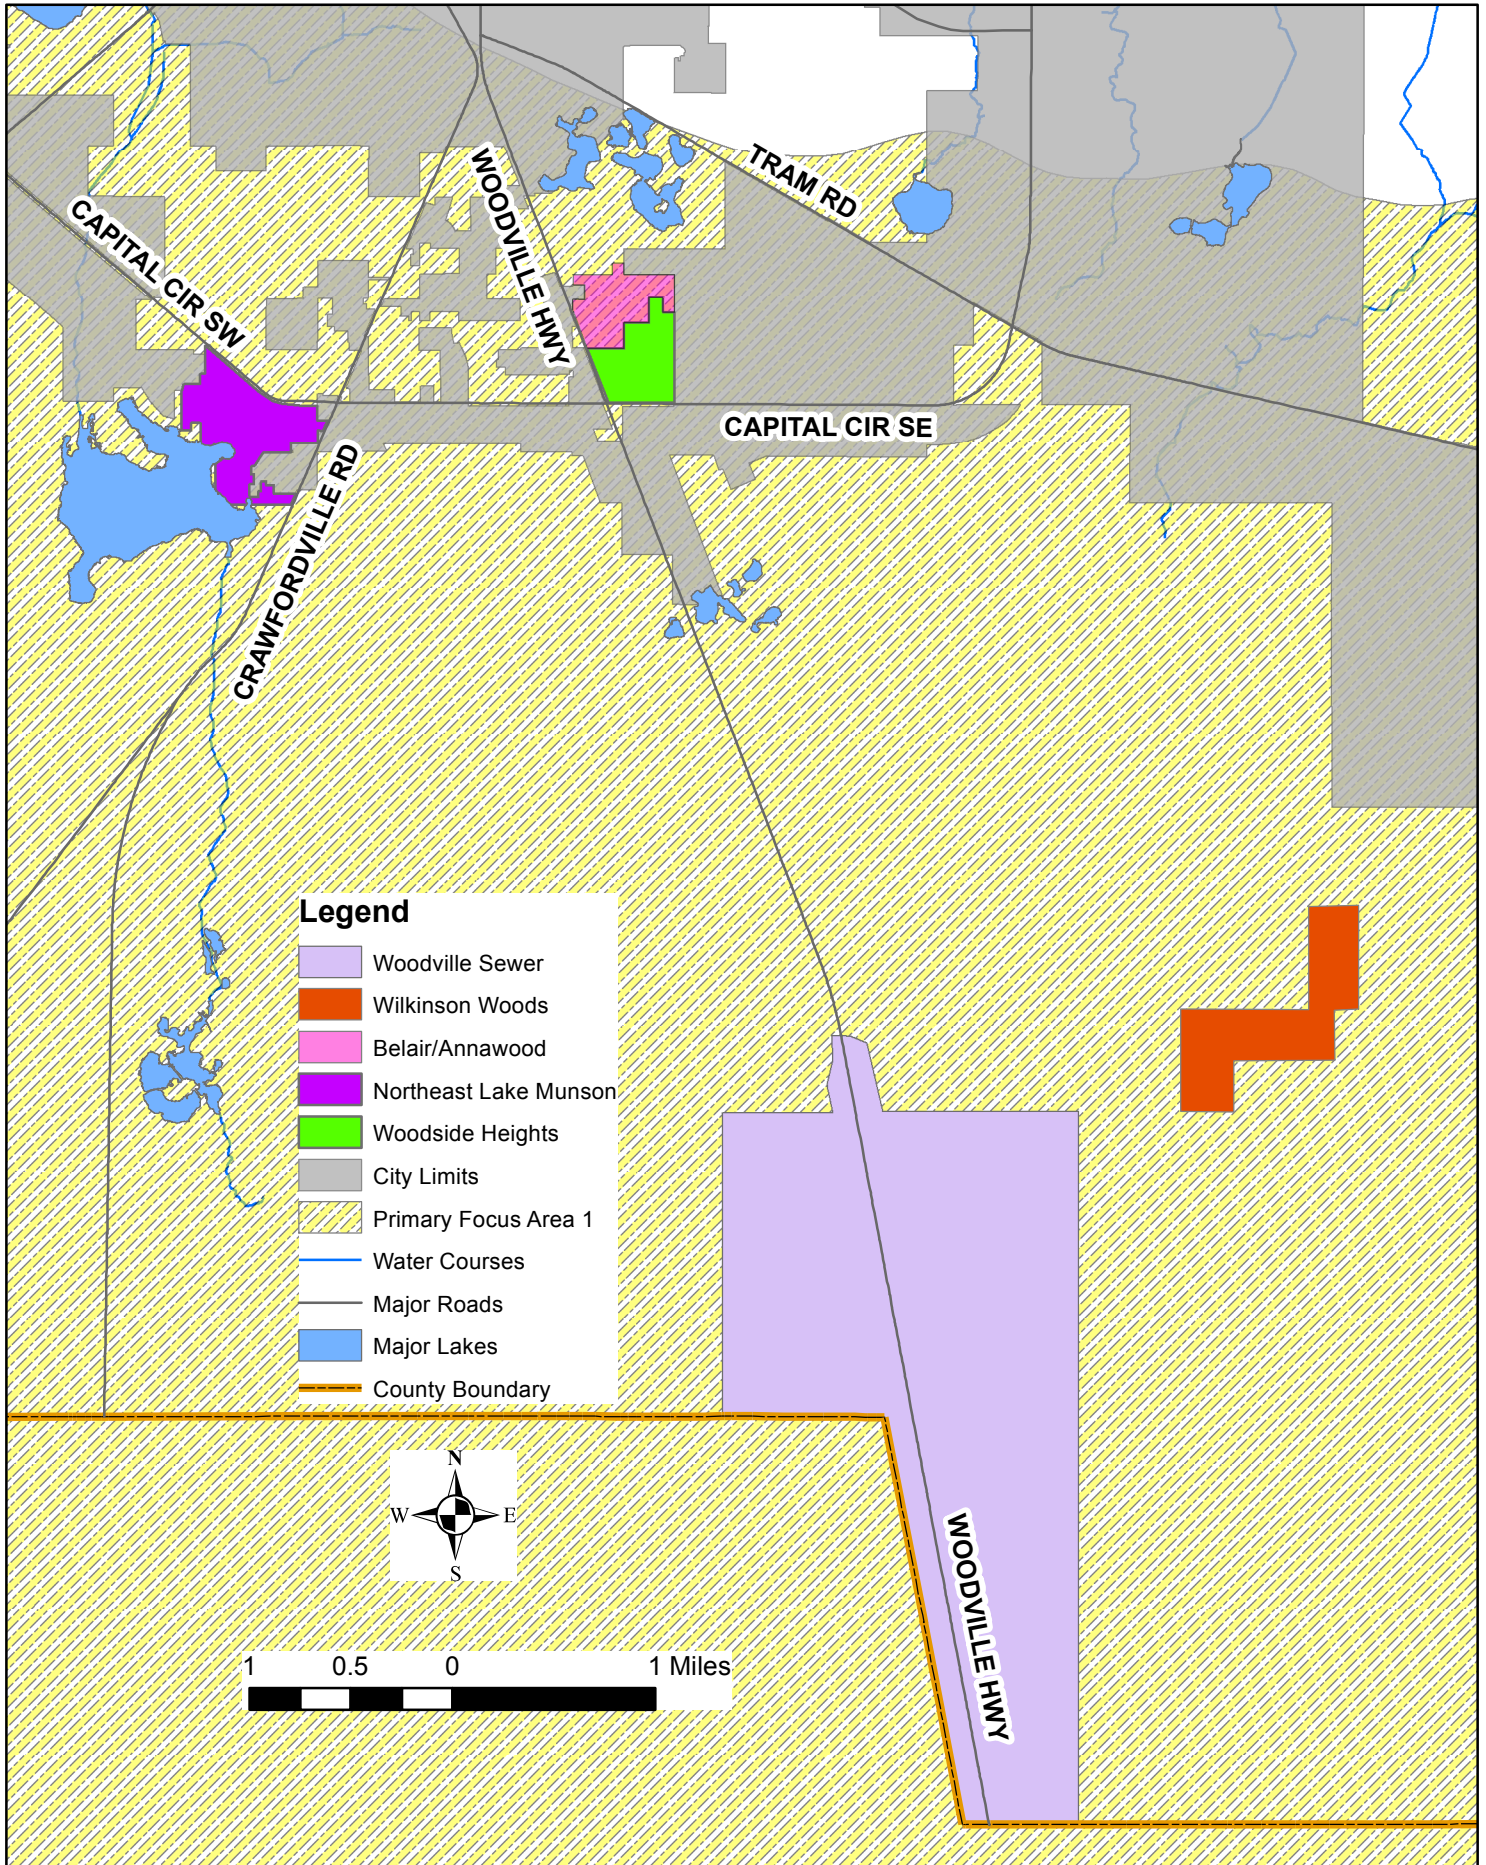 TRAM RD
WOODVILLE HWY
CAPITAL CIR SW
CAPITAL CIR SE
CRAWFORDVILLE RD
Legend
Woodville Sewer
Wilkinson Woods
Belair/Annawood
Northeast Lake Munson
Woodside Heights
City Limits
Primary Focus Area 1
Water Courses
Major Roads
Major Lakes
County Boundary
N
W E
S
WOODVILLE HWY
1 0.5 0 1 Miles